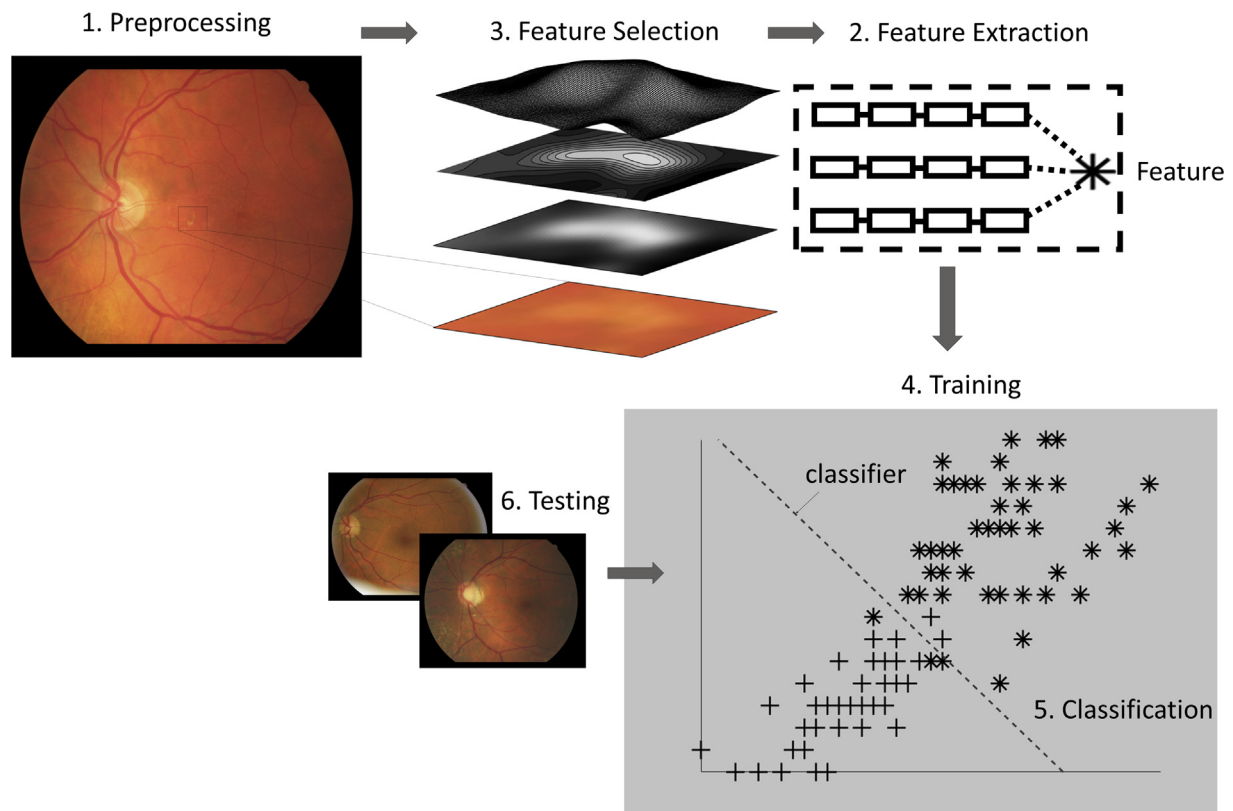 1. Preprocessing
3. Feature Selection
2. Feature Extraction
Feature
4. Training
classifier
6. Testing
5. Classification